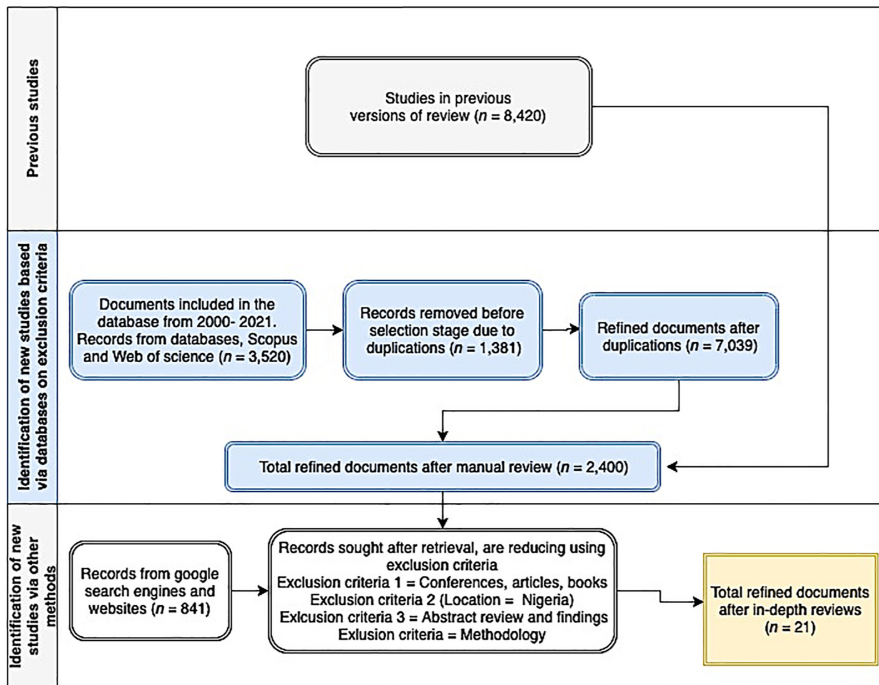 Previous studies
Studies in previous
versions of review (n = 8,420)
Identification of new studies based
via databases on exclusion criteria
Documents included in the
database from 2000- 2021.
Records from databases, Scopus
and Web of science (n = 3,520)
Records removed before
selection stage due to
duplications (n = 1,381)
Refined documents after
duplications (n = 7,039)
Total refined documents after manual review (n = 2,400)
Identification of new
studies via other
methods
Records from google
search engines and
websites (n = 841)
Records sought after retrieval, are reducing using
exclusion criteria
Exclusion criteria 1 = Conferences, articles, books
Exclusion criteria 2 (Location = Nigeria)
Exlcusion criteria 3 = Abstract review and findings
Exlusion criteria = Methodology
Total refined documents
after in-depth reviews
(n = 21)